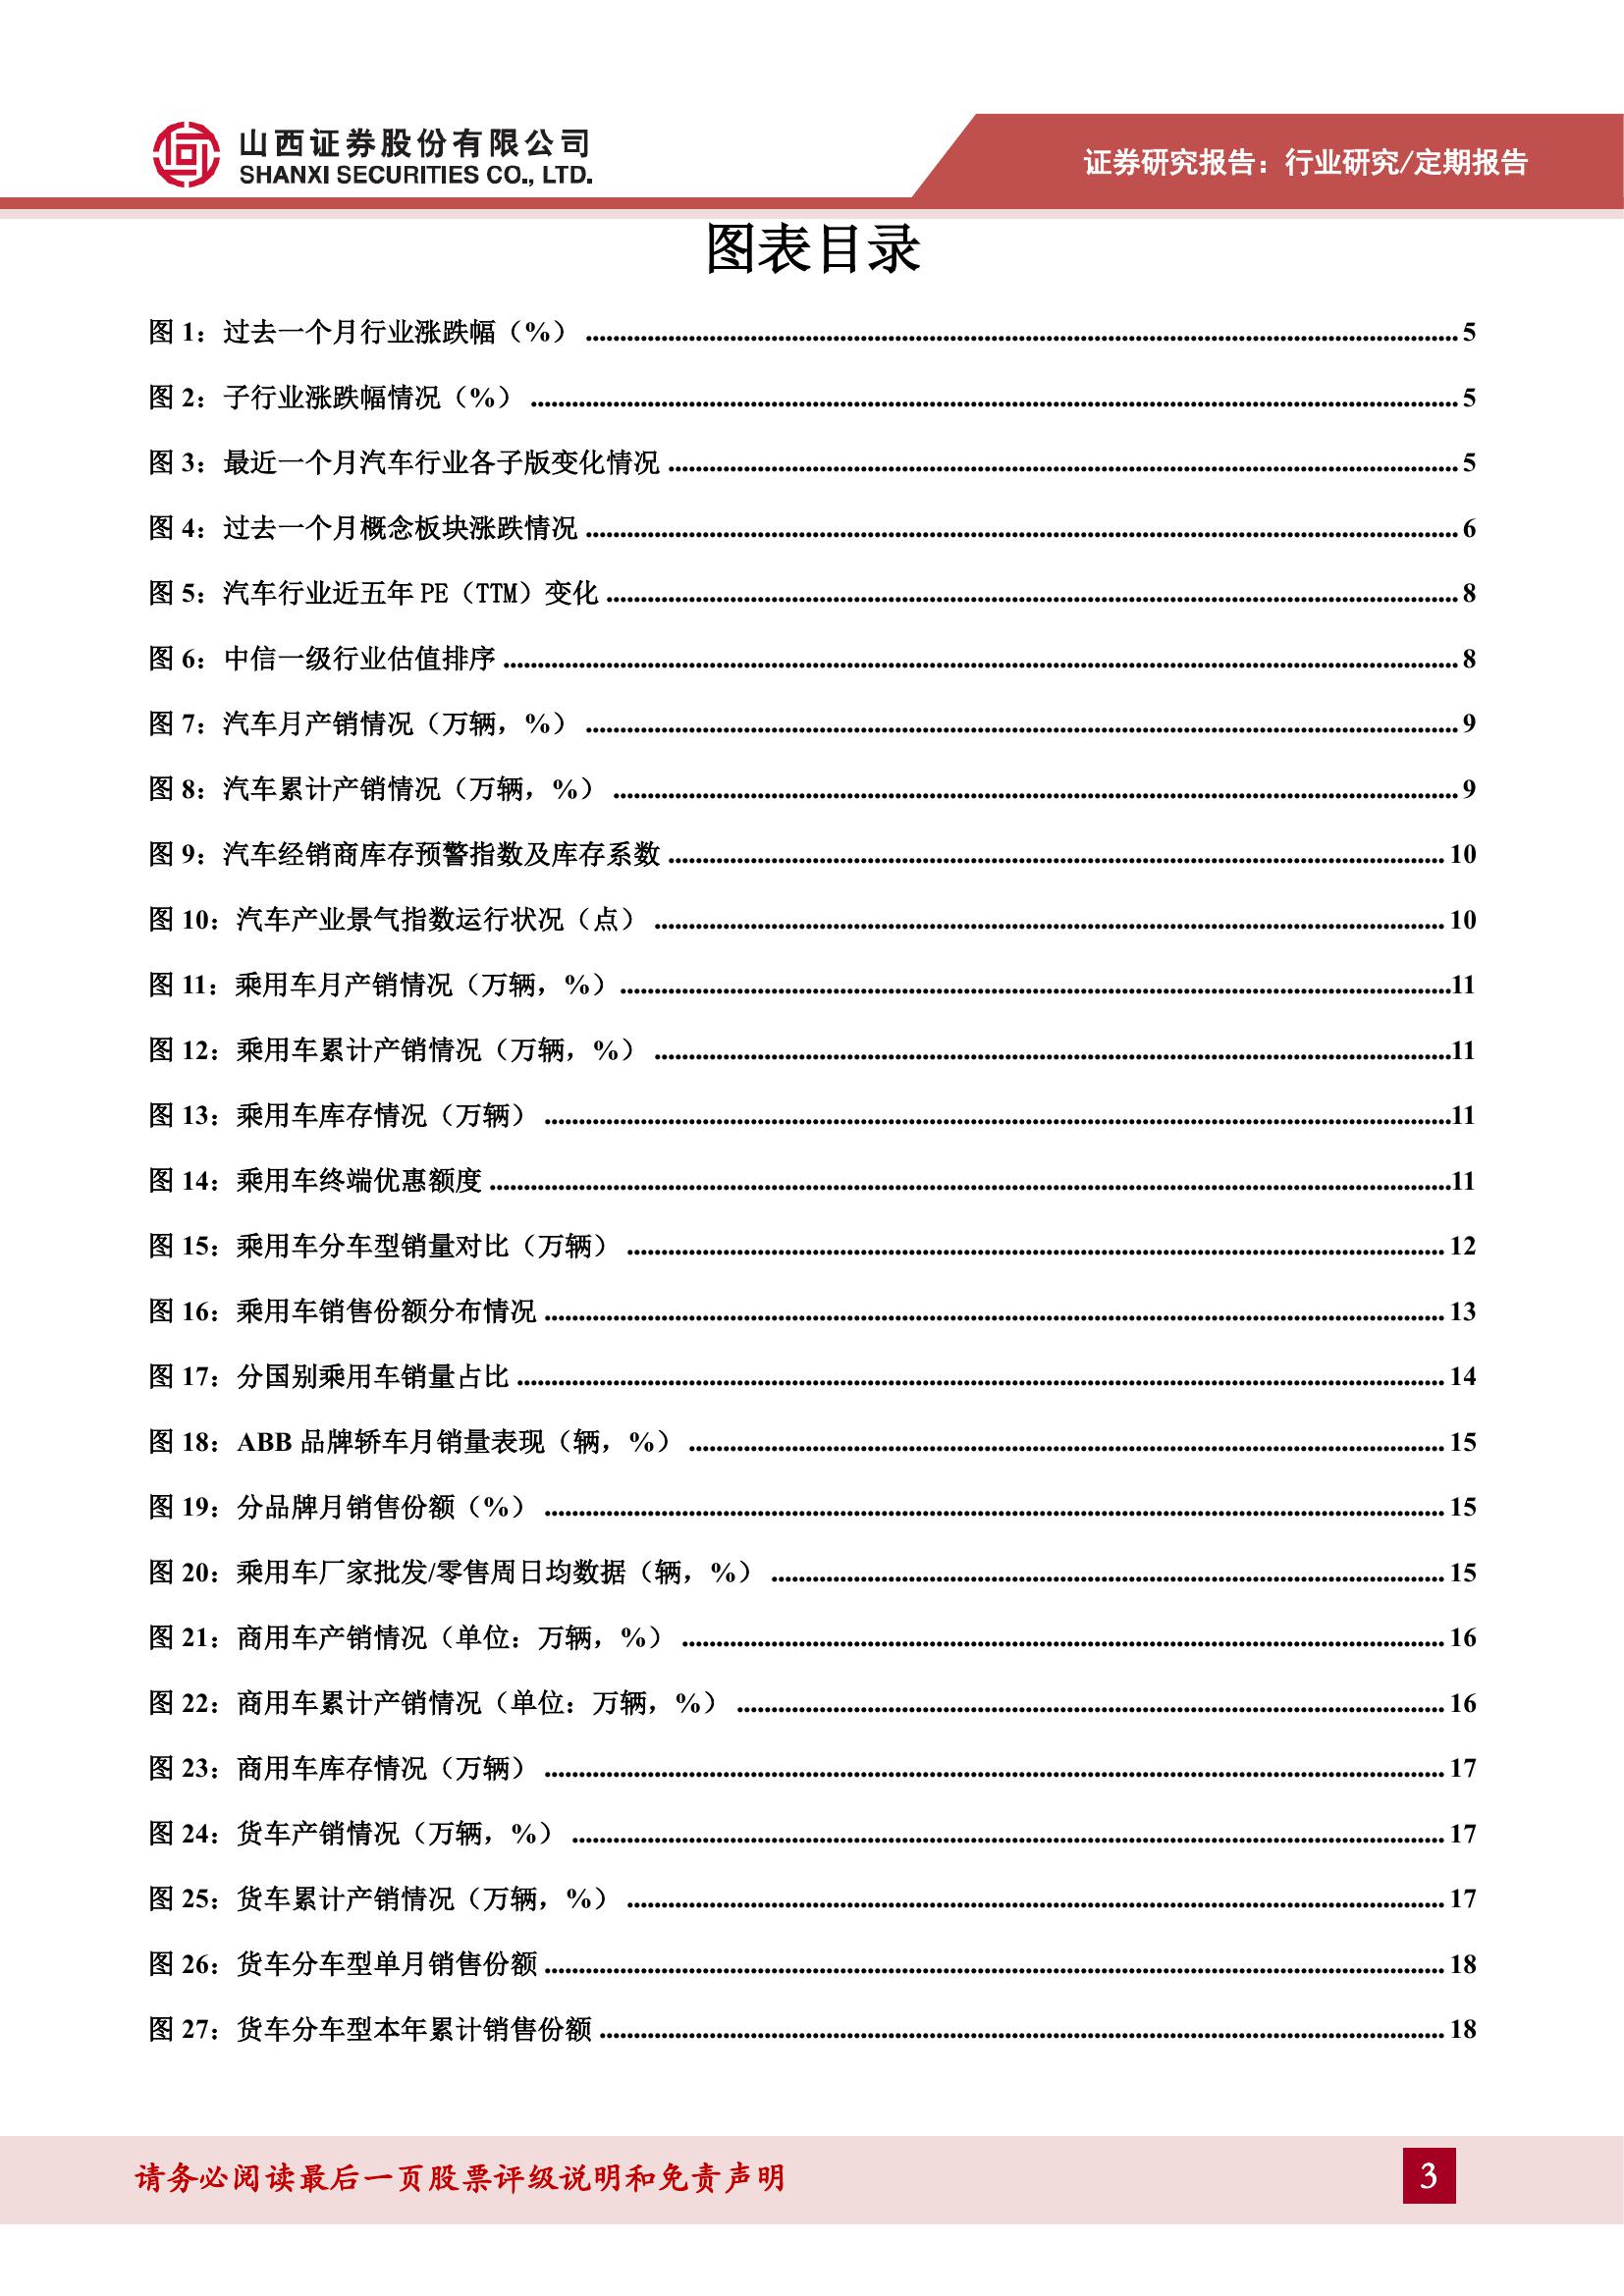 山西证券股份有限公司
SHANXI SECURITIES CO., LTD.
证券研究报告：行业研究/定期报告
图表目录
图 1：过去一个月行业涨跌幅（%） 5
图 2：子行业涨跌幅情况（%） 5
图 3：最近一个月汽车行业各子版变化情况 5
图 4：过去一个月概念板块涨跌情况 6
图 5：汽车行业近五年 PE（TTM）变化 8
图 6：中信一级行业估值排序 8
图 7：汽车月产销情况（万辆，%） 9
图 8：汽车累计产销情况（万辆，%） 9
图 9：汽车经销商库存预警指数及库存系数 10
图 10：汽车产业景气指数运行状况（点） 10
图 11：乘用车月产销情况（万辆，%） 11
图 12：乘用车累计产销情况（万辆，%） 11
图 13：乘用车库存情况（万辆） 11
图 14：乘用车终端优惠额度 11
图 15：乘用车分车型销量对比（万辆） 12
图 16：乘用车销售份额分布情况 13
图 17：分国别乘用车销量占比 14
图 18：ABB 品牌轿车月销量表现（辆，%） 15
图 19：分品牌月销售份额（%） 15
图 20：乘用车厂家批发/零售周日均数据（辆，%） 15
图 21：商用车产销情况（单位：万辆，%） 16
图 22：商用车累计产销情况（单位：万辆，%） 16
图 23：商用车库存情况（万辆） 17
图 24：货车产销情况（万辆，%） 17
图 25：货车累计产销情况（万辆，%） 17
图 26：货车分车型单月销售份额 18
图 27：货车分车型本年累计销售份额 18
请务必阅读最后一页股票评级说明和免责声明
3